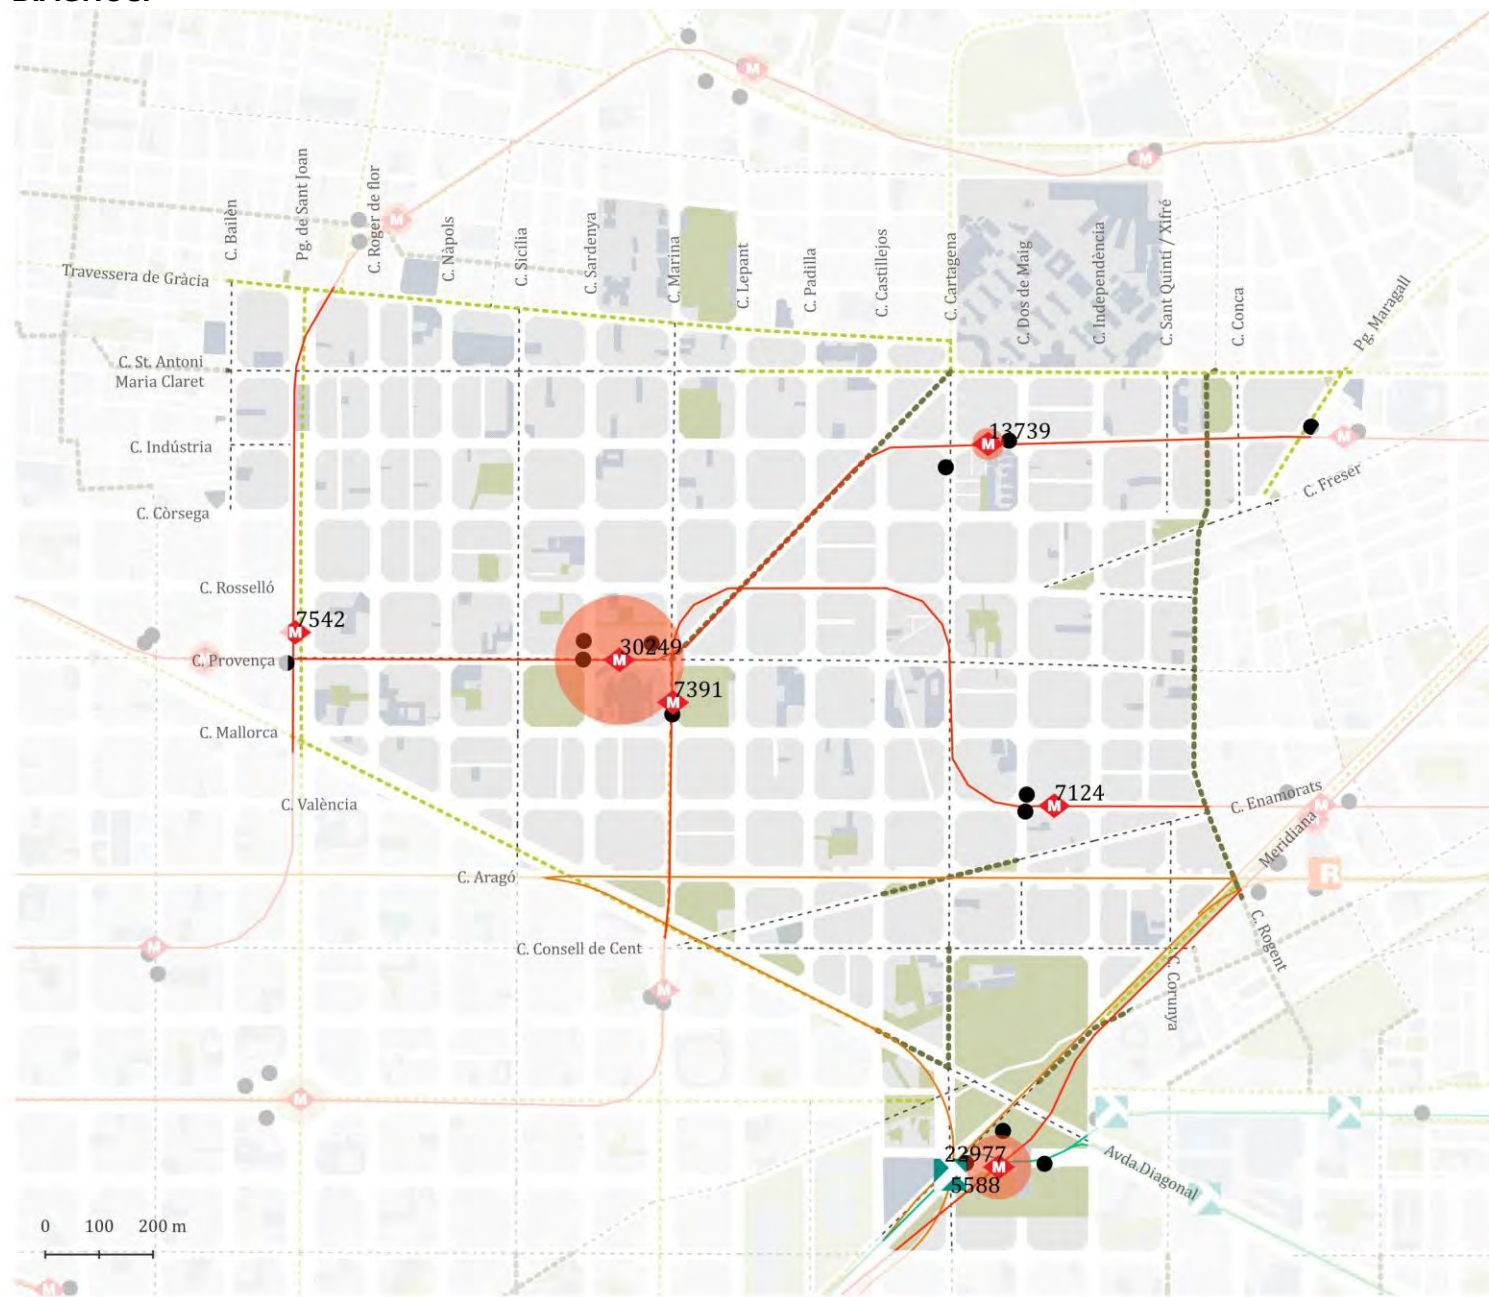 C. Bailèn
Pg. de Sant Joan
C. Roger de flor
C. Nàpols
C. Sicília
C. Sardenya
C. Marina
C. Lepant
C. Padilla
C. Castillejos
C. Cartagena
C. Dos de Maig
C. Independència
C. Sant Quintí / Xifré
C. Conca
Pg. Maragall
Travessera de Gràcia
C. St. Antoni
Maria Claret
C. Indústria
C. Còrsega
C. Rosselló
C. Provença
C. Mallorca
C. València
C. Aragó
C. Consell de Cent
C. Freser
C. Enamorats
Meridiana
C. Rogent
C. Corunya
Avda.Diagonal
M
M
M
M
13739
M
M
7542
M
M
30249
M
7391
M
7124
M
M
R
M
M
M
22977
M
5588
M
0 100 200 m